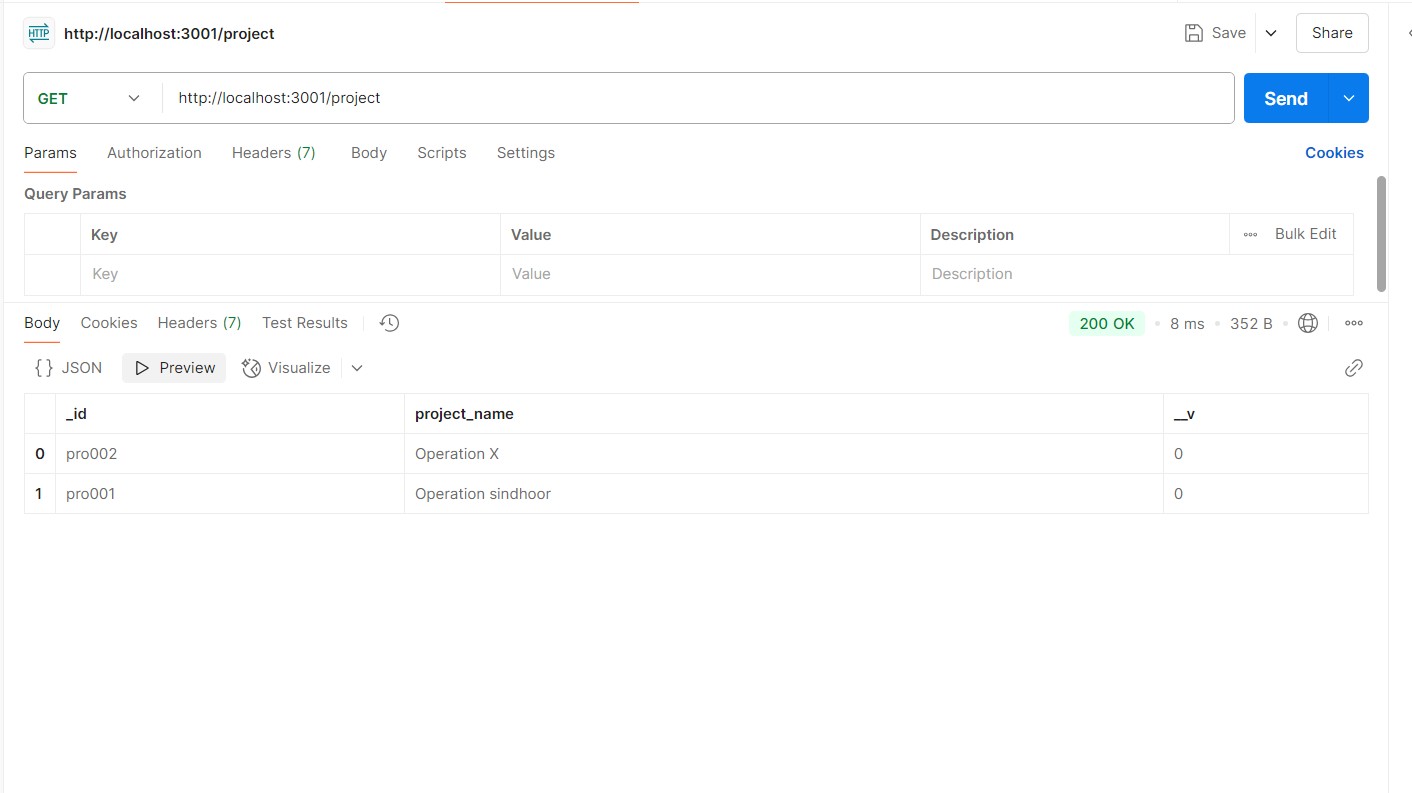 HTTP http://localhost:3001/project Save Share
GET http://localhost:3001/project Send
Params Authorization Headers (7) Body Scripts Settings Cookies
Query Params
Key Value Description Bulk Edit
Key Value Description
Body Cookies Headers (7) Test Results 200 OK 8 ms 352 B
{} JSON Preview Visualize
_id project_name __v
0 pro002 Operation X 0
1 pro001 Operation sindhoor 0